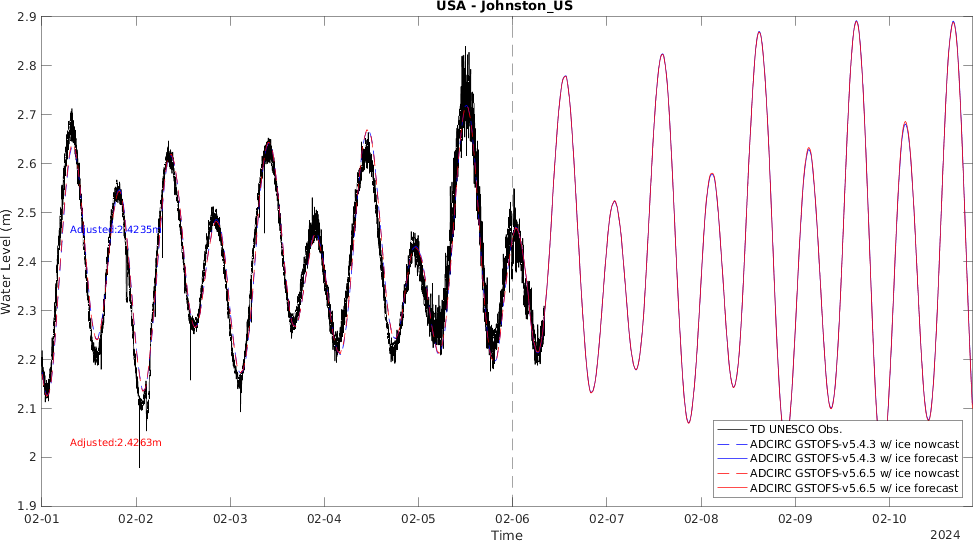 USA - Johnston_US
2.9
2.8
2.7
2.6
2.5
2.4
2.3
2.2
2.1
2
1.9
Water Level (m)
Adjusted:2.4235m
Adjusted:2.4263m
TD UNESCO Obs.
ADCIRC GSTOFS-v5.4.3 w/ ice nowcast
ADCIRC GSTOFS-v5.4.3 w/ ice forecast
ADCIRC GSTOFS-v5.6.5 w/ ice nowcast
ADCIRC GSTOFS-v5.6.5 w/ ice forecast
02-01 02-02 02-03 02-04 02-05 02-06 02-07 02-08 02-09 02-10
Time
2024